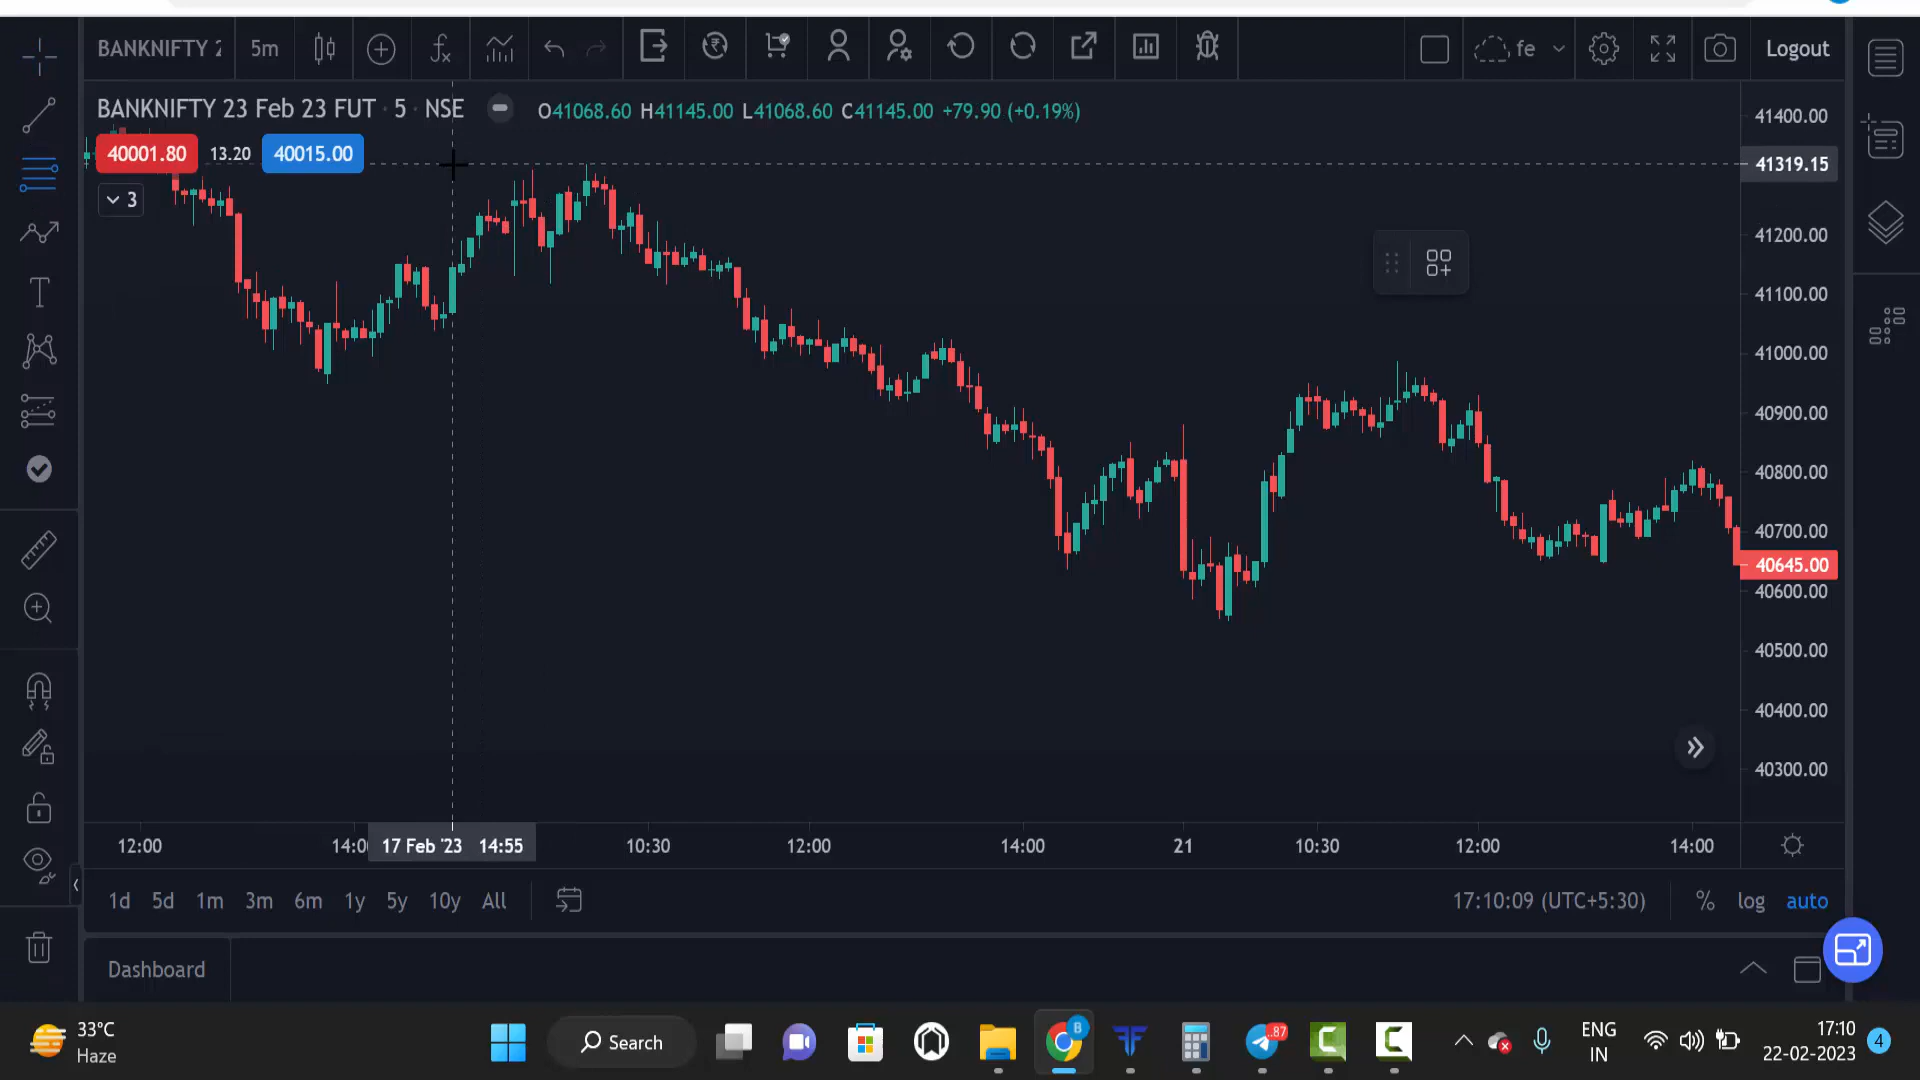 BANKNIFTY 2
5m
fe
Logout
BANKNIFTY 23 Feb 23 FUT · 5 · NSE
O41068.60 H41145.00 L41068.60 C41145.00 +79.90 (+0.19%)
40001.80
13.20
40015.00
3
41400.00
41319.15
41200.00
41100.00
41000.00
40900.00
40800.00
40700.00
40645.00
40600.00
40500.00
40400.00
40300.00
12:00
14:00
17 Feb '23 14:55
10:30
12:00
14:00
21
10:30
12:00
14:00
1d 5d 1m 3m 6m 1y 5y 10y All
17:10:09 (UTC+5:30)
% log auto
Dashboard
33°C
Haze
Search
8
87
ENG
IN
17:10
22-02-2023
4